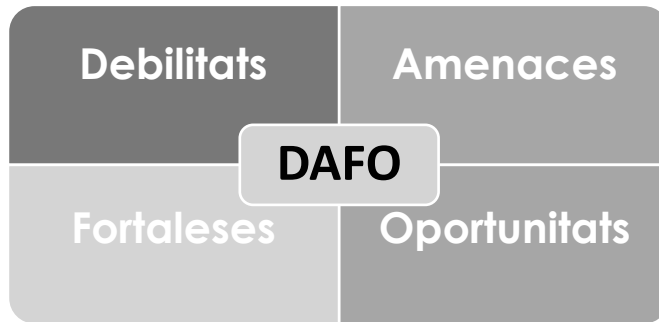 Debilitats
Amenaces
DAFO
Fortaleses
Oportunitats